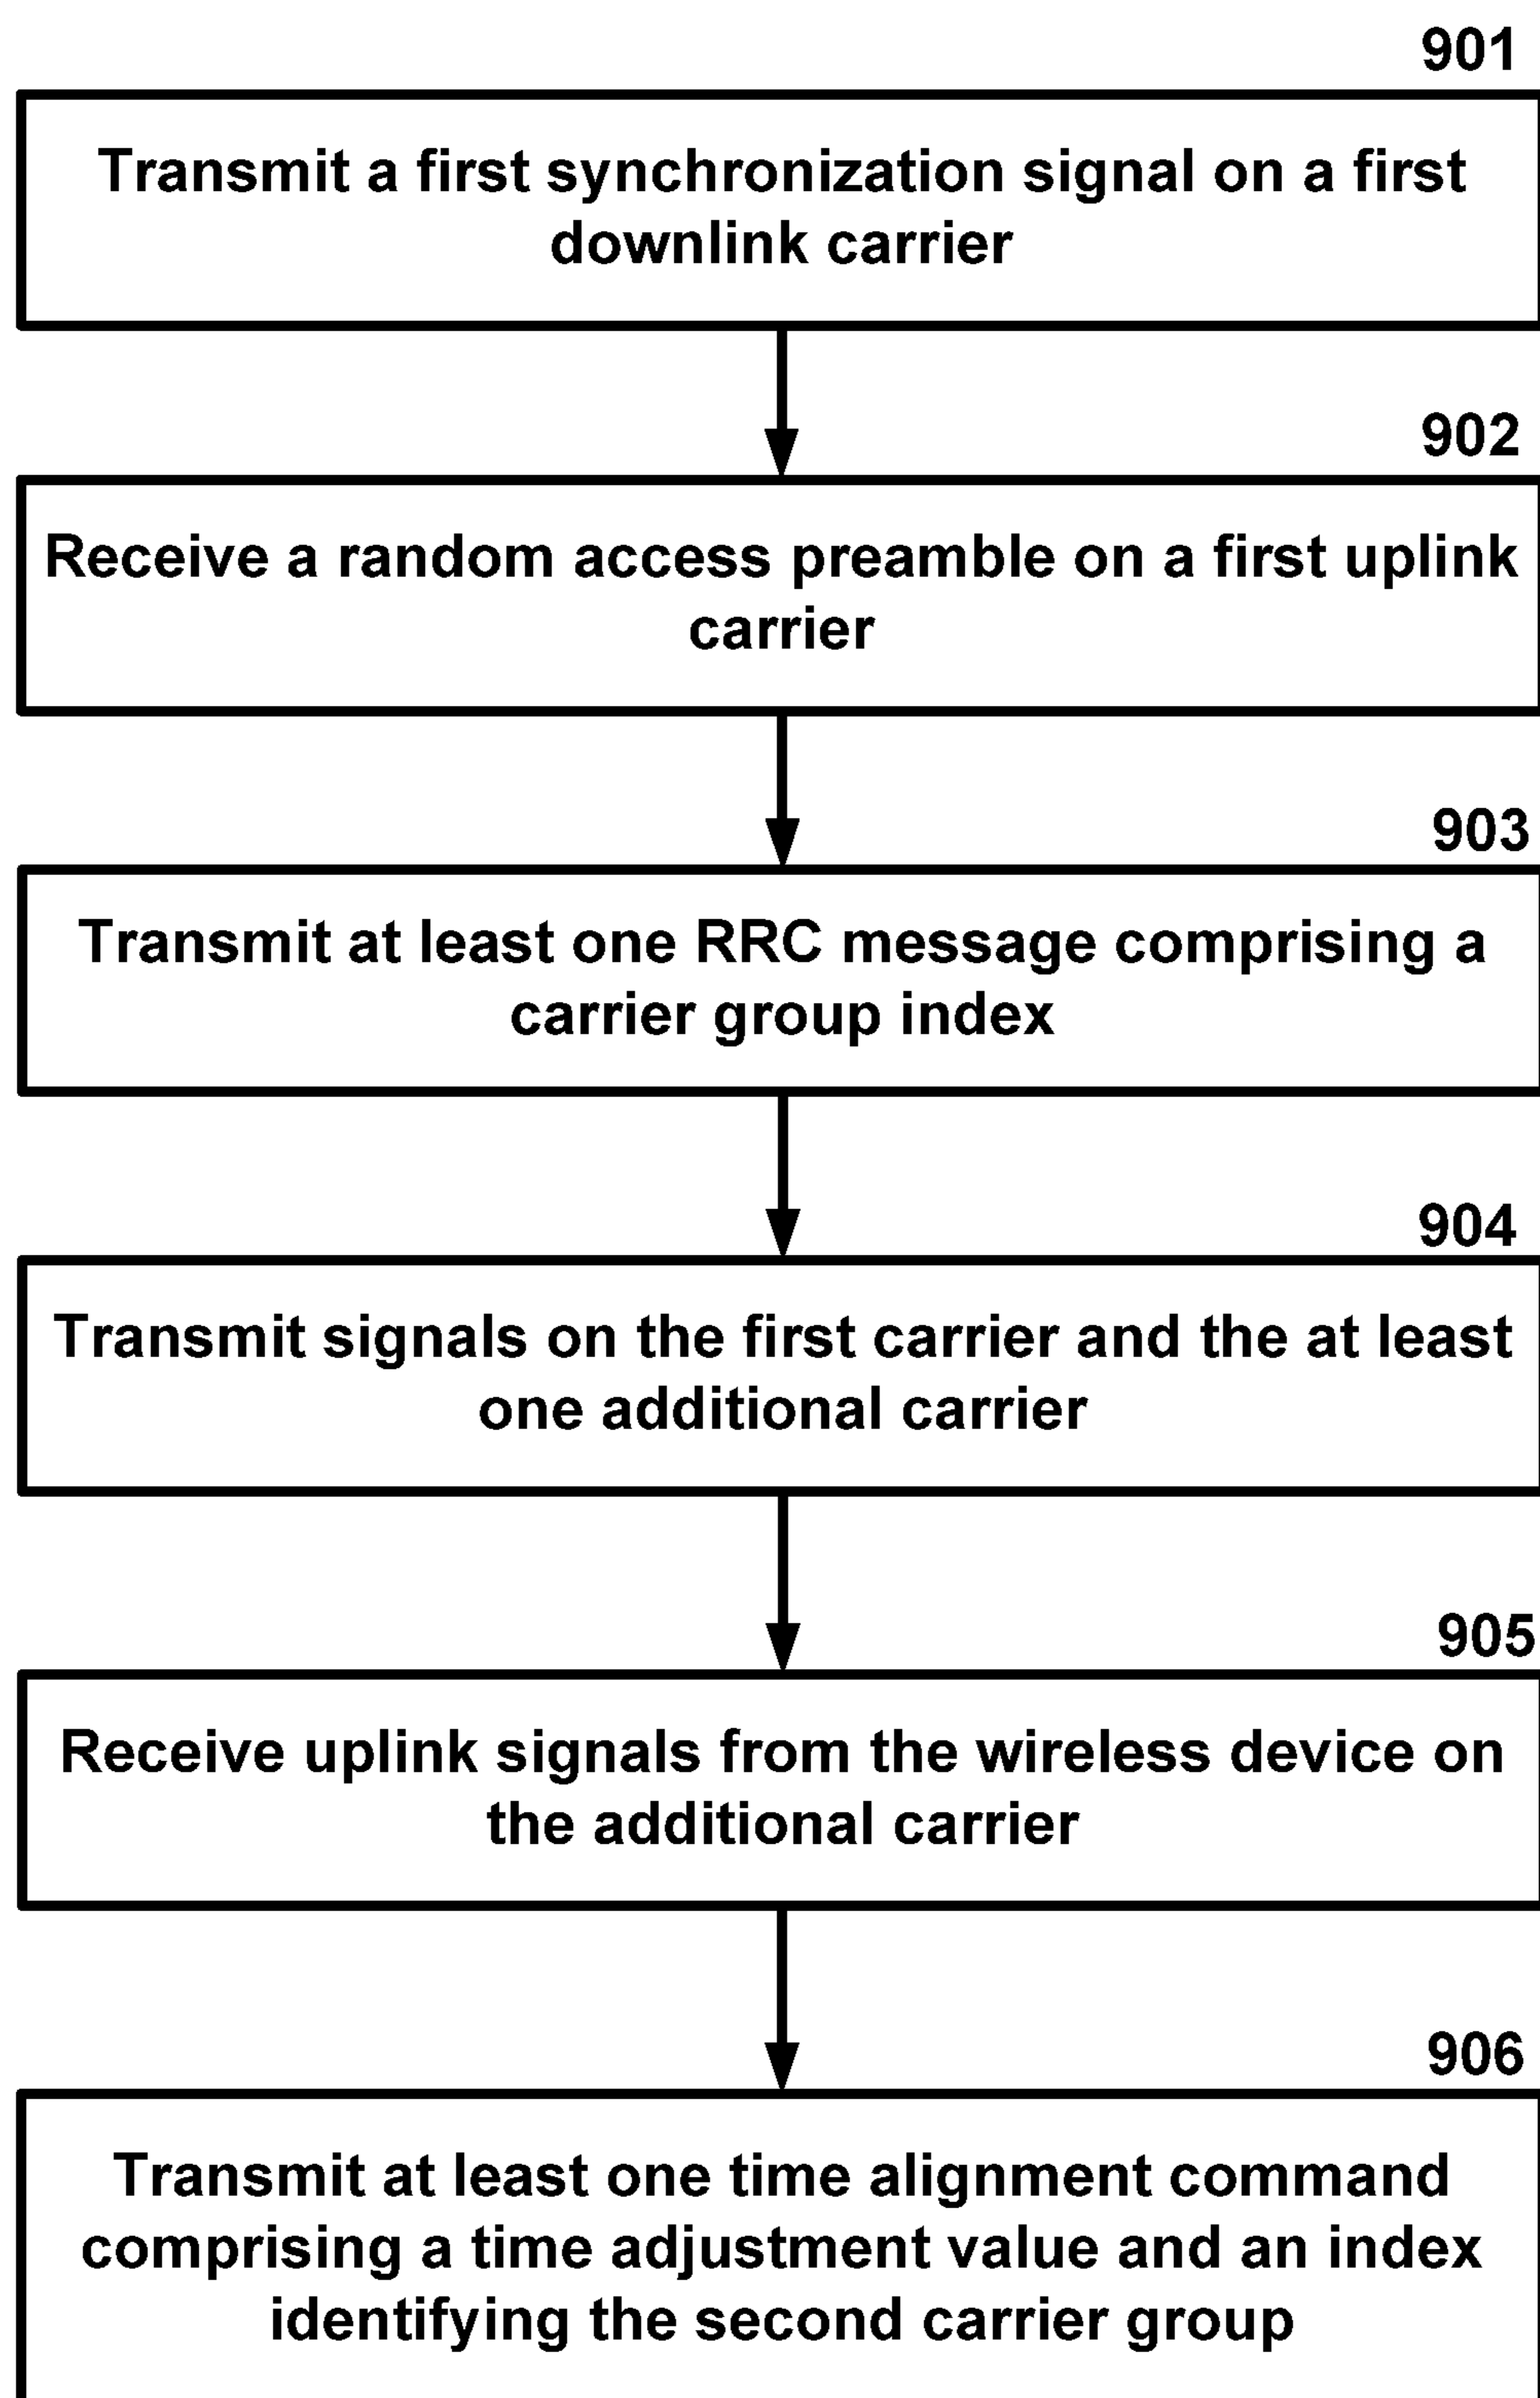 901
Transmit a first synchronization signal on a first
downlink carrier
902
Receive a random access preamble on a first uplink
carrier
903
Transmit at least one RRC message comprising a
carrier group index
904
Transmit signals on the first carrier and the at least
one additional carrier
905
Receive uplink signals from the wireless device on
the additional carrier
906
Transmit at least one time alignment command
comprising a time adjustment value and an index
identifying the second carrier group